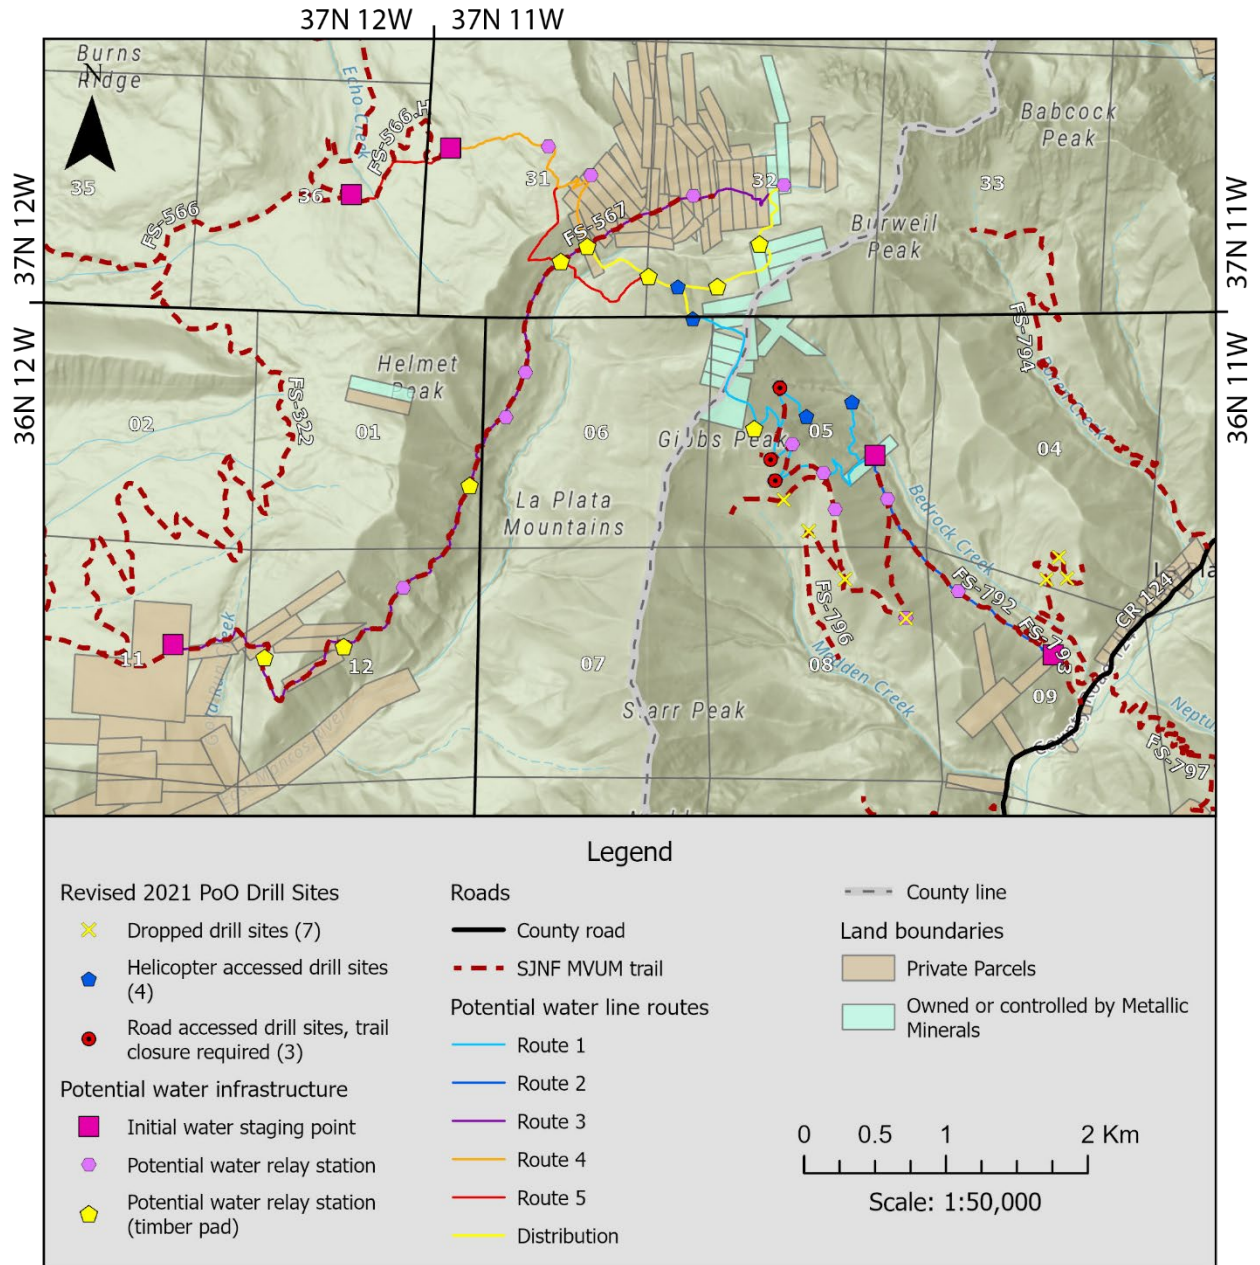 37N 12W
37N 11W
Burns
Ridge
N
Echo Creek
FS-566.H
Babcock
Peak
35
36
31
32
33
37N 12W
37N 11W
FS-566
FS-567
Burweil
Peak
36N 12W
36N 11W
Helmet
Peak
FS-322
FS-794
02
01
06
Gibbs Peak
05
04
La Plata
Mountains
Bedrock Creek
FS-792
FS-796
FS-793
CR 124
11
12
07
08
09
Madden Creek
Starr Peak
FS-797
Legend
Revised 2021 PoO Drill Sites
Dropped drill sites (7)
Helicopter accessed drill sites
(4)
Road accessed drill sites, trail
closure required (3)
Potential water infrastructure
Initial water staging point
Potential water relay station
Potential water relay station
(timber pad)
Roads
County road
SJNF MVUM trail
Potential water line routes
Route 1
Route 2
Route 3
Route 4
Route 5
Distribution
County line
Land boundaries
Private Parcels
Owned or controlled by Metallic
Minerals
0 0.5 1 2 Km
Scale: 1:50,000